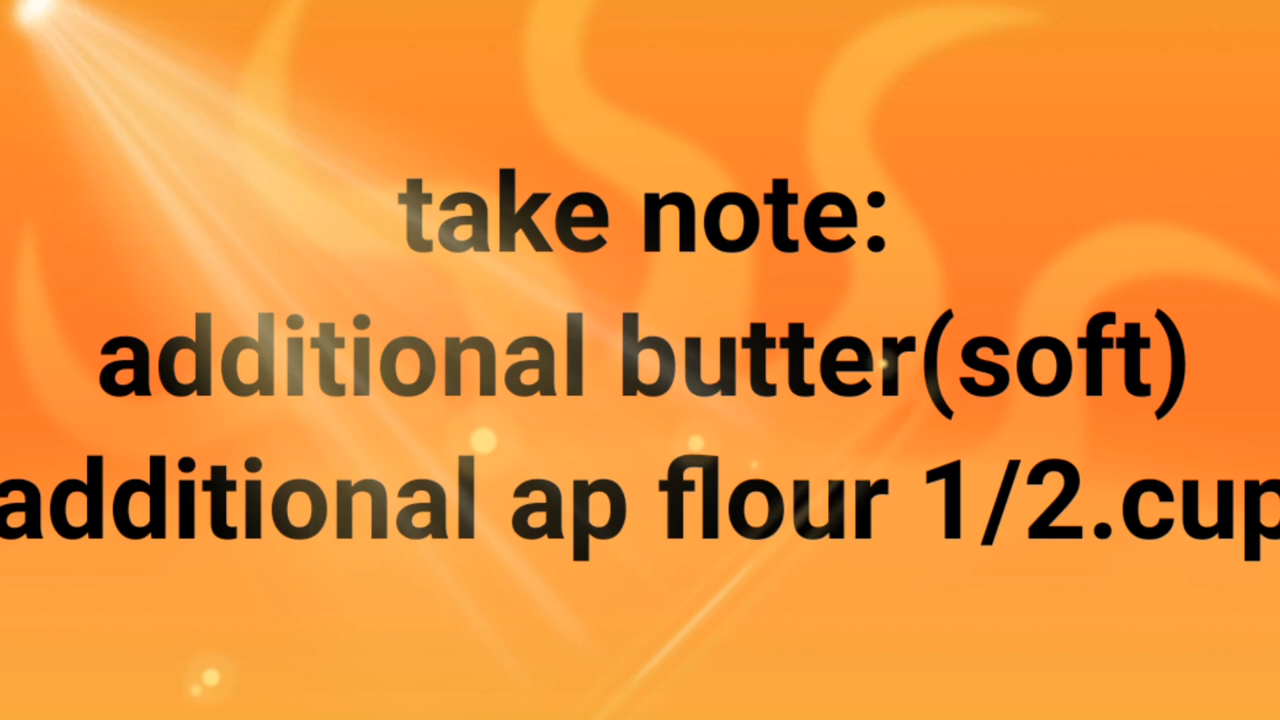 take note:
additional butter(soft)
additional ap flour 1/2.cup